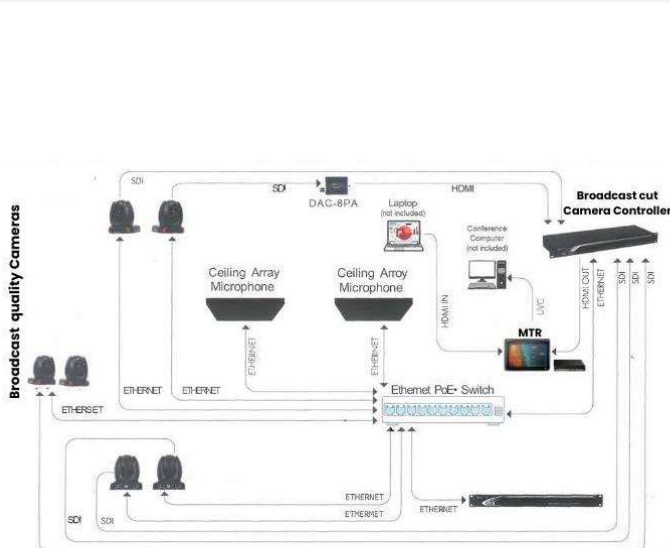 SDI
SDI
DAC-8PA
HDMI
Laptop
(not included)
Broadcast cut
Camera Controller
Conference
Computer
(not included)
Broadcast quality Cameras
Ceiling Array
Microphone
Ceiling Arroy
Microphone
HDMI IN
UVC
HDMI OUT
ETHERNET
SDI
SDI
SDI
MTR
ETHERNET
ETHERNET
ETHERNET
ETHERNET
Ethernet PoE• Switch
ETHERSET
ETHERNET
ETMERMET
ETHERNET
SDI
SDI